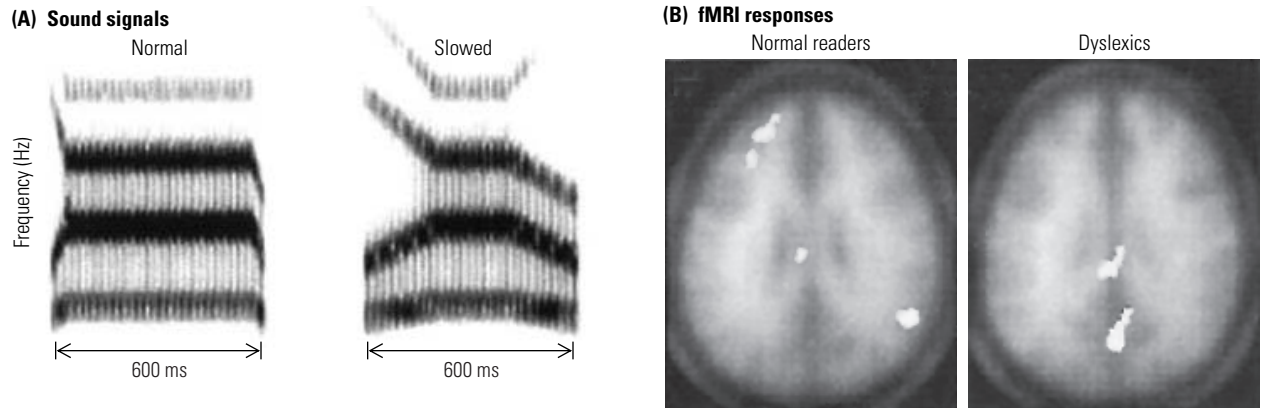 (A) Sound signals
Normal
Slowed
Frequency (Hz)
600 ms
600 ms
(B) fMRI responses
Normal readers
Dyslexics